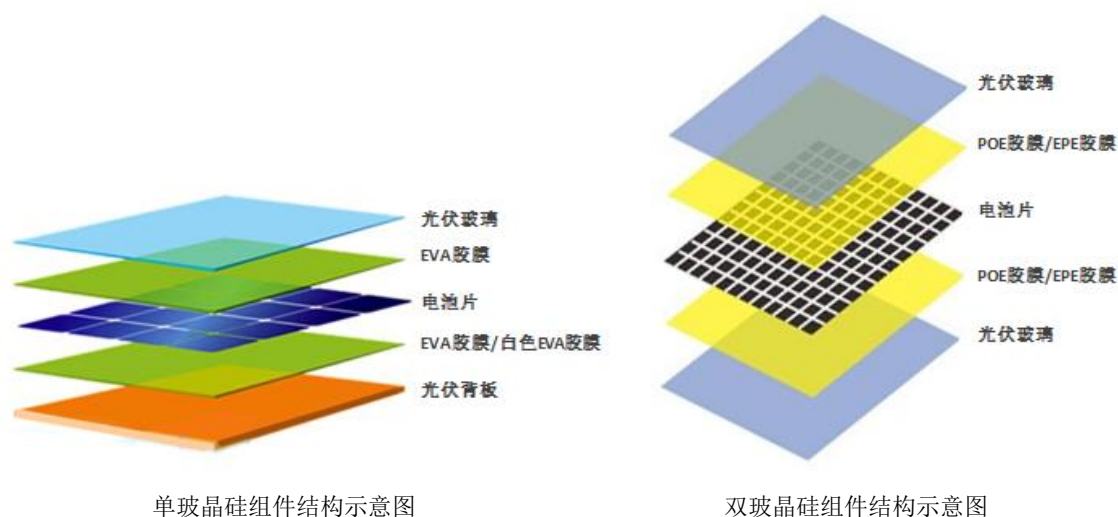 光伏玻璃
EVA胶膜
电池片
EVA胶膜/白色EVA胶膜
光伏背板
单玻晶硅组件结构示意图
光伏玻璃
POE胶膜/EPE胶膜
电池片
POE胶膜/EPE胶膜
光伏玻璃
双玻晶硅组件结构示意图